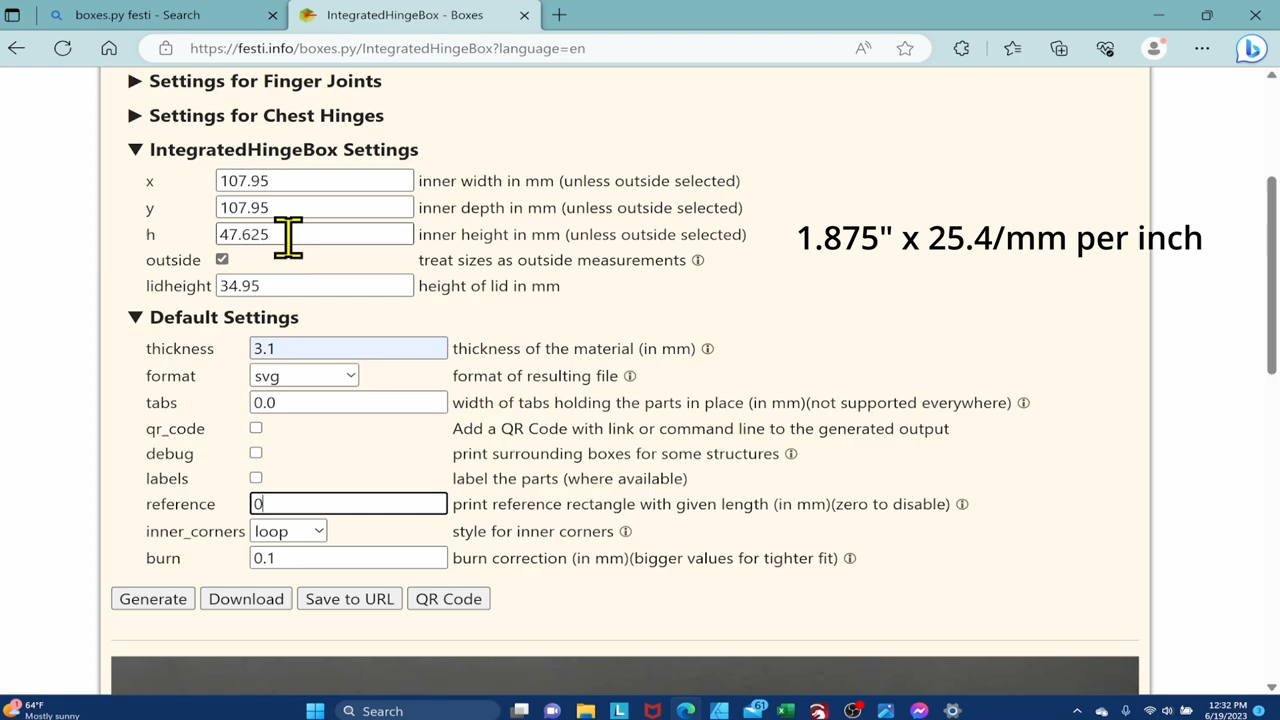 boxes.py festi - Search
IntegratedHingeBox - Boxes
https://festi.info/boxes.py/IntegratedHingeBox?language=en
Settings for Finger Joints
Settings for Chest Hinges
IntegratedHingeBox Settings
x 107.95 inner width in mm (unless outside selected)
y 107.95 inner depth in mm (unless outside selected)
h 47.625 inner height in mm (unless outside selected)
1.875" x 25.4/mm per inch
outside treat sizes as outside measurements
lidheight 34.95 height of lid in mm
Default Settings
thickness 3.1 thickness of the material (in mm)
format svg format of resulting file
tabs 0.0 width of tabs holding the parts in place (in mm)(not supported everywhere)
qr_code Add a QR Code with link or command line to the generated output
debug print surrounding boxes for some structures
labels label the parts (where available)
reference 0 print reference rectangle with given length (in mm)(zero to disable)
inner_corners loop style for inner corners
burn 0.1 burn correction (in mm)(bigger values for tighter fit)
Generate Download Save to URL QR Code
64°F
Mostly sunny
Search
61
12:32 PM
6/19/2023